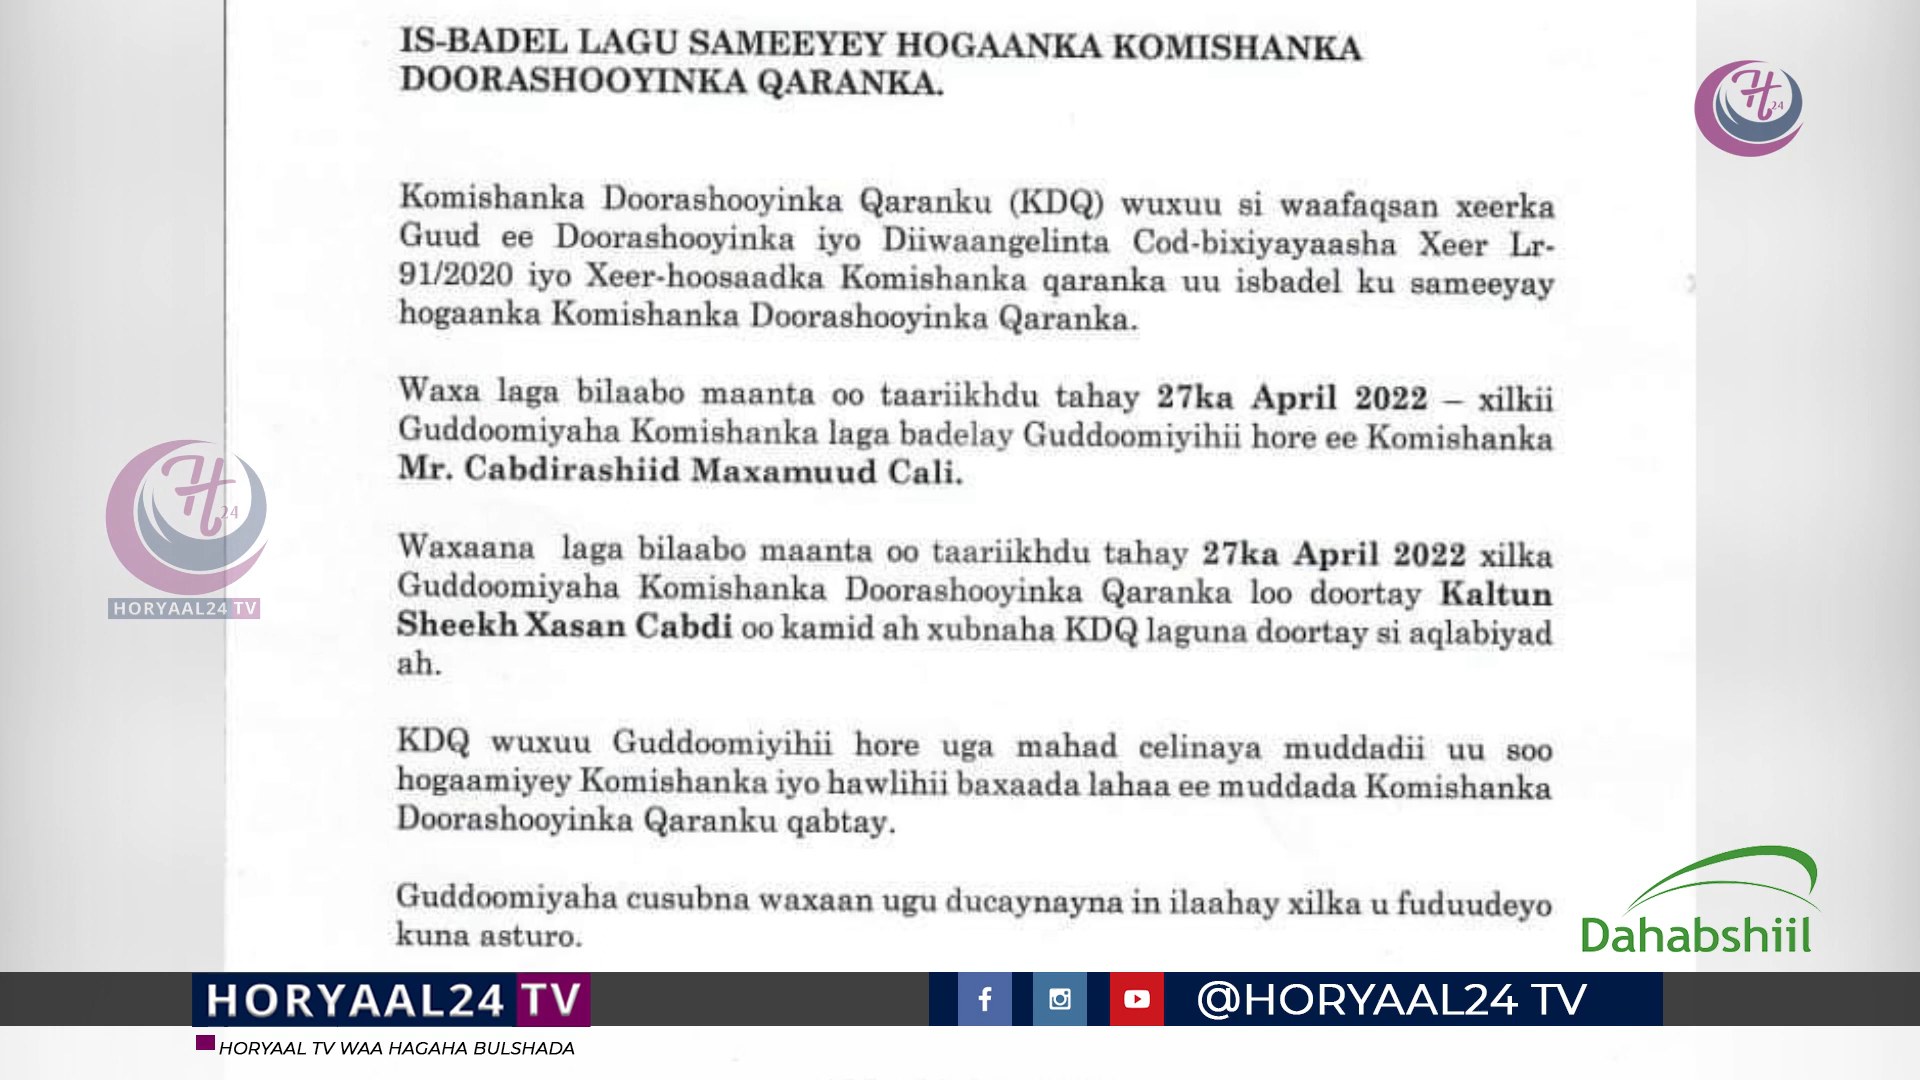 IS-BADEL LAGU SAMEEYEY HOGAANKA KOMISHANKA
DOORASHOOYINKA QARANKA.
H
24
Komishanka Doorashooyinka Qaranku (KDQ) wuxuu si waafaqsan xeerka
Guud ee Doorashooyinka iyo Diiwaangelinta Cod-bixiyayaasha Xeer Lr-
91/2020 iyo Xeer-hoosaadka Komishanka qaranka uu isbadel ku sameeyay
hogaanka Komishanka Doorashooyinka Qaranka.
Waxa laga bilaabo maanta oo taariikhdu tahay 27ka April 2022 – xilkii
Guddoomiyaha Komishanka laga badelay Guddoomiyihii hore ee Komishanka
Mr. Cabdirashiid Maxamuud Cali.
H
24
HORYAAL24 TV
Waxaana laga bilaabo maanta oo taariikhdu tahay 27ka April 2022 xilka
Guddoomiyaha Komishanka Doorashooyinka Qaranka loo doortay Kaltun
Sheekh Xasan Cabdi oo kamid ah xubnaha KDQ laguna doortay si aqlabiyad
ah.
KDQ wuxuu Guddoomiyihii hore uga mahad celinaya muddadii uu soo
hogaamiyey Komishanka iyo hawlihii baxaada lahaa ee muddada Komishanka
Doorashooyinka Qaranku qabtay.
Guddoomiyaha cusubna waxaan ugu ducaynayna in ilaahay xilka u fuduudeyo
kuna asturo.
Dahabshiil
HORYAAL24 TV
@HORYAAL24 TV
HORYAAL TV WAA HAGAHA BULSHADA